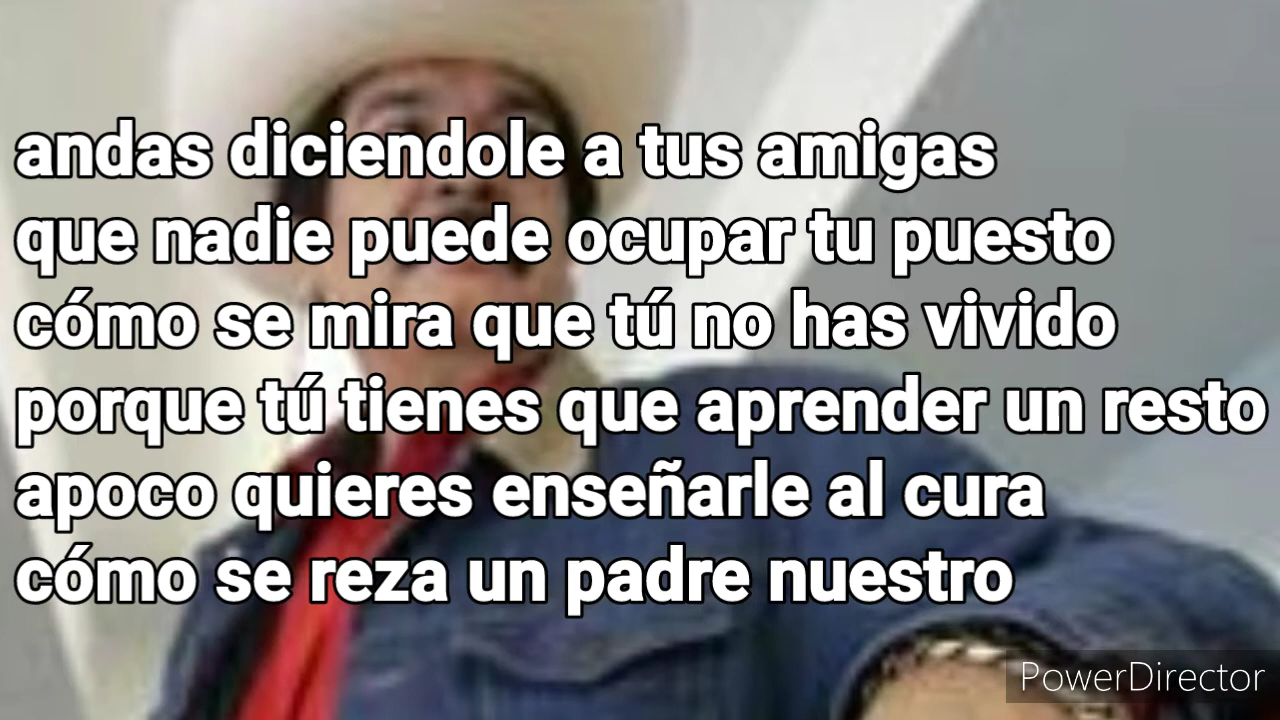 andas diciendole a tus amigas
que nadie puede ocupar tu puesto
cómo se mira que tú no has vivido
porque tú tienes que aprender un resto
apoco quieres enseñarle al cura
cómo se reza un padre nuestro
PowerDirector